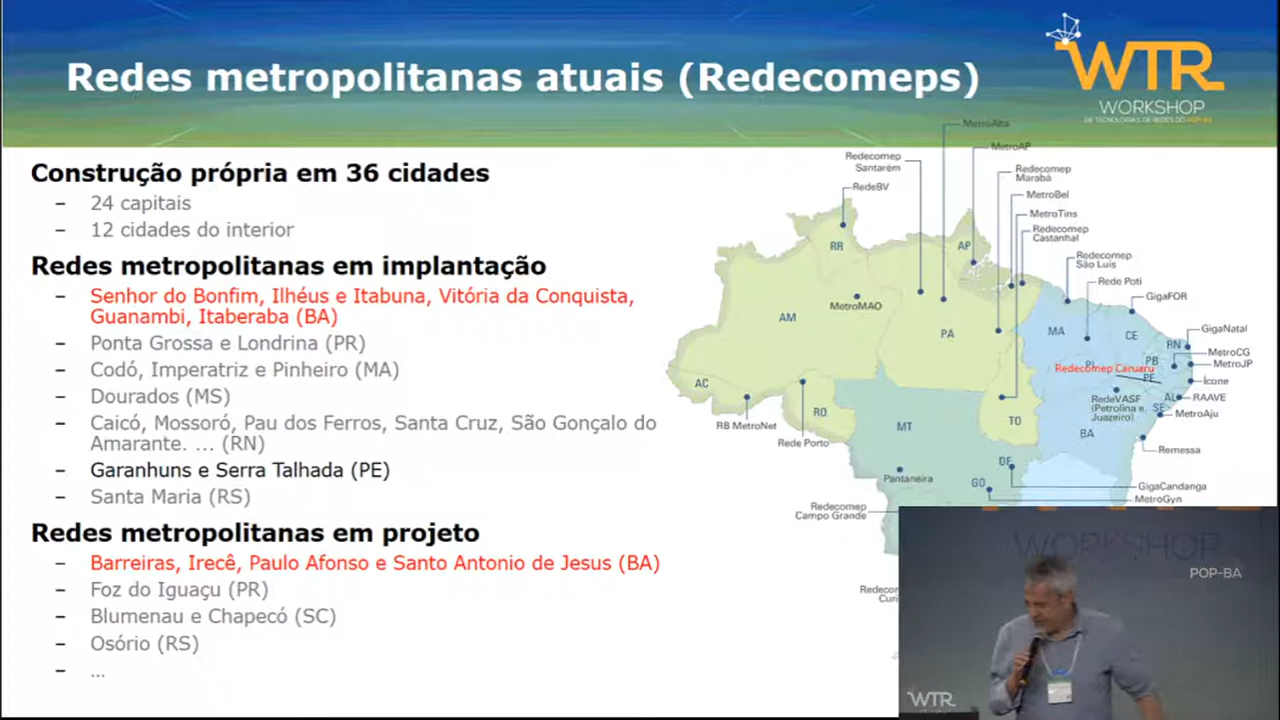 Redes metropolitanas atuais (Redecomeps)
WTR
WORKSHOP
DE TECNOLOGIAS DE REDES DO POP-BA
Construção própria em 36 cidades
– 24 capitais
– 12 cidades do interior
Redes metropolitanas em implantação
– Senhor do Bonfim, Ilhéus e Itabuna, Vitória da Conquista,
Guanambi, Itaberaba (BA)
– Ponta Grossa e Londrina (PR)
– Codó, Imperatriz e Pinheiro (MA)
– Dourados (MS)
– Caicó, Mossoró, Pau dos Ferros, Santa Cruz, São Gonçalo do
Amarante. ... (RN)
– Garanhuns e Serra Talhada (PE)
– Santa Maria (RS)
Redes metropolitanas em projeto
– Barreiras, Irecê, Paulo Afonso e Santo Antonio de Jesus (BA)
– Foz do Iguaçu (PR)
– Blumenau e Chapecó (SC)
– Osório (RS)
– ...
MetroAlta
MetroAP
Redecomep
Santarém
Redecomep
Marabá
RedeBV
MetroBel
MetroTins
Redecomep
Castanhal
RR
AP
Redecomep
São Luís
Rede Poti
GigaFOR
MetroMAO
AM
PA
MA
CE
GigaNatal
RN
MetroCG
PB
MetroJP
PI
Redecomep Caruaru
PE
Ícone
AC
RAAVE
AL
RedeVASF
(Petrolina e
Juazeiro)
SE
MetroAju
RO
TO
RB MetroNet
Rede Porto
MT
BA
Remessa
DF
Pantaneira
GO
GigaCandanga
MetroGyn
Redecomep
Campo Grande
WORKSHOP
POP-BA
WTR
WORKSHOP